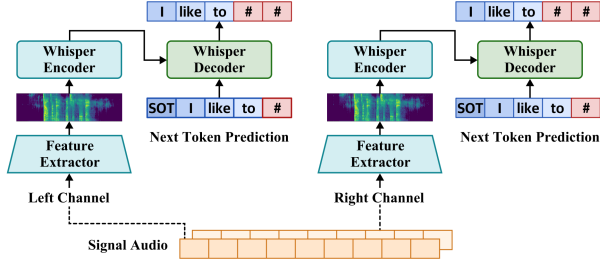 I like to # #
I like to # #
Whisper Encoder
Whisper Decoder
Whisper Encoder
Whisper Decoder
SOT I like to #
SOT I like to #
Next Token Prediction
Next Token Prediction
Feature Extractor
Feature Extractor
Left Channel
Right Channel
Signal Audio